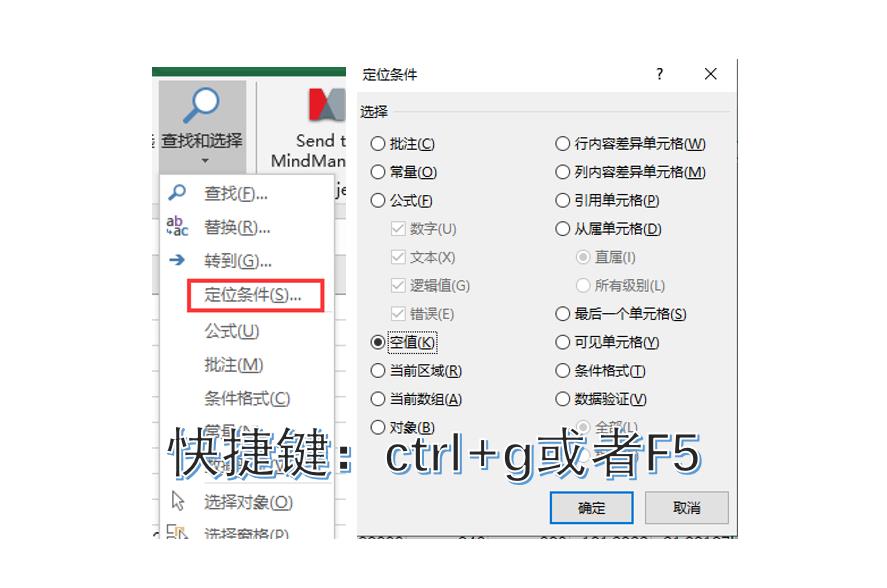 查找和选择
Send t
MindMan
je
查找(F)...
ab
ac
替换(R)...
转到(G)...
定位条件(S)...
公式(U)
批注(M)
条件格式(C)
选择对象(O)
选择窗格(P)
定位条件
?
选择
批注(C)
常量(O)
公式(F)
数字(U)
文本(X)
逻辑值(G)
错误(E)
空值(K)
当前区域(R)
当前数组(A)
对象(B)
行内容差异单元格(W)
列内容差异单元格(M)
引用单元格(P)
从属单元格(D)
直属(I)
所有级别(L)
最后一个单元格(S)
可见单元格(Y)
条件格式(T)
数据验证(V)
全部(L)
快捷键：ctrl+g或者F5
确定
取消